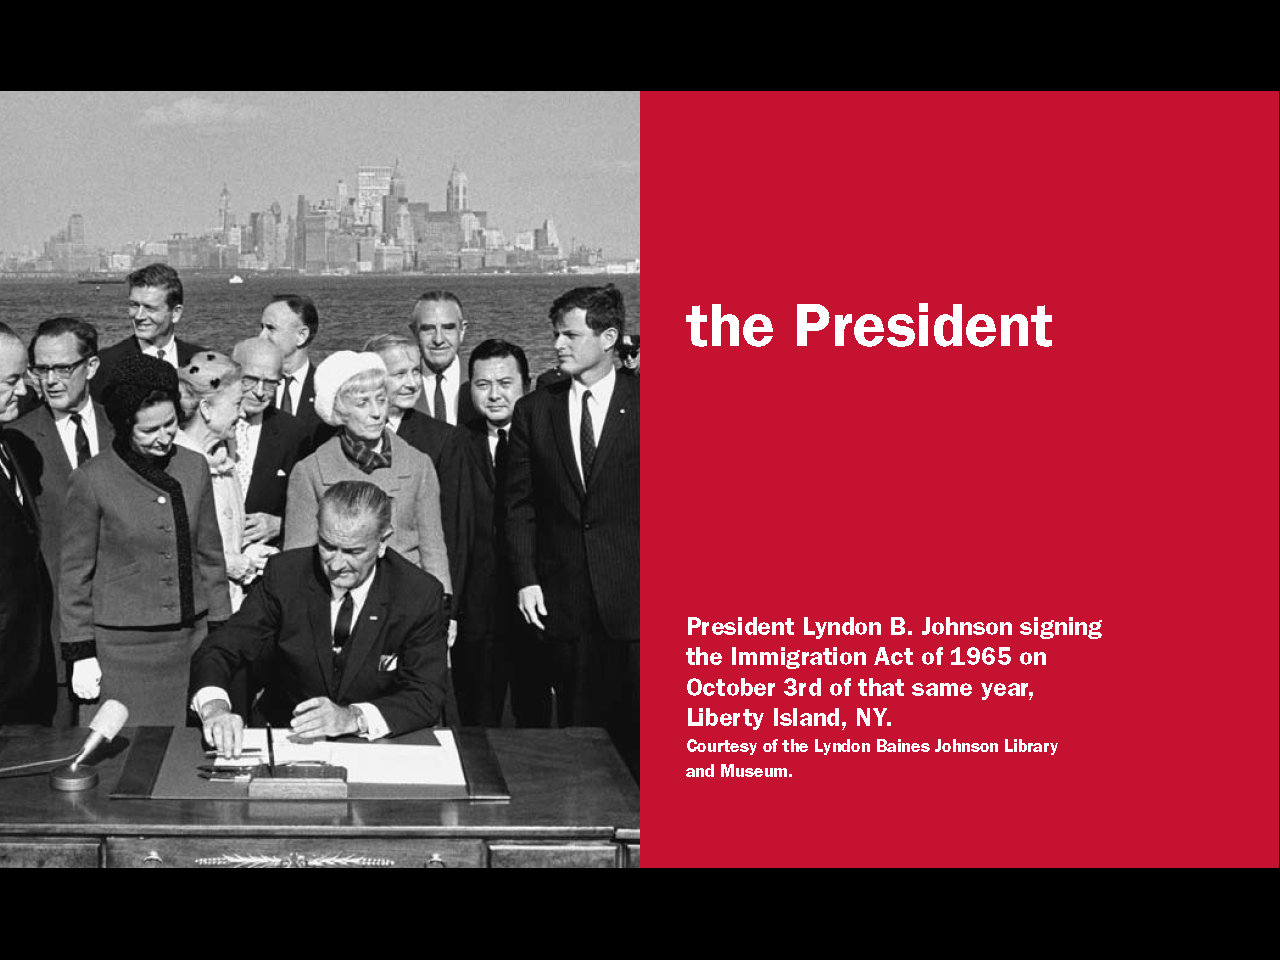 the President
President Lyndon B. Johnson signing
the Immigration Act of 1965 on
October 3rd of that same year,
Liberty Island, NY.
Courtesy of the Lyndon Baines Johnson Library
and Museum.